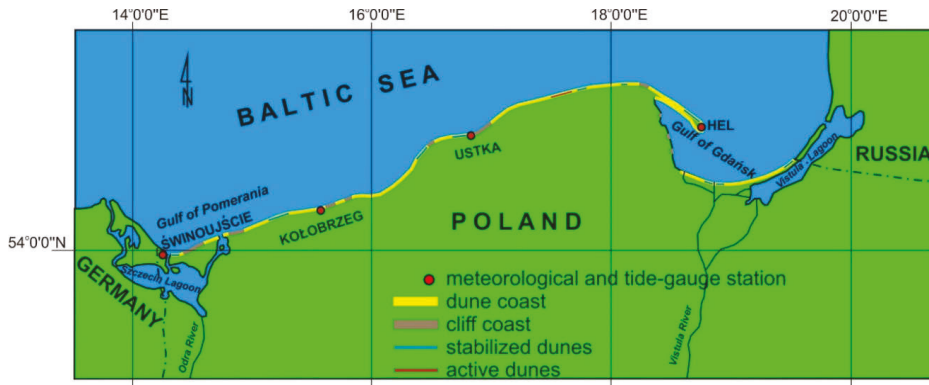 14°0'0"
16°0'0"
18°0'0"
20°0'0"
N
BALTIC SEA
HEL
USTKA
Gulf of Gdańsk
Vistula Lagoon
RUSSIA
Gulf of Pomerania
ŚWINOUJŚCIE
KOŁOBRZEG
POLAND
54°0'0"N
GERMANY
Szczecin Lagoon
Odra River
Vistula River
meteorological and tide-gauge station
dune coast
cliff coast
stabilized dunes
active dunes